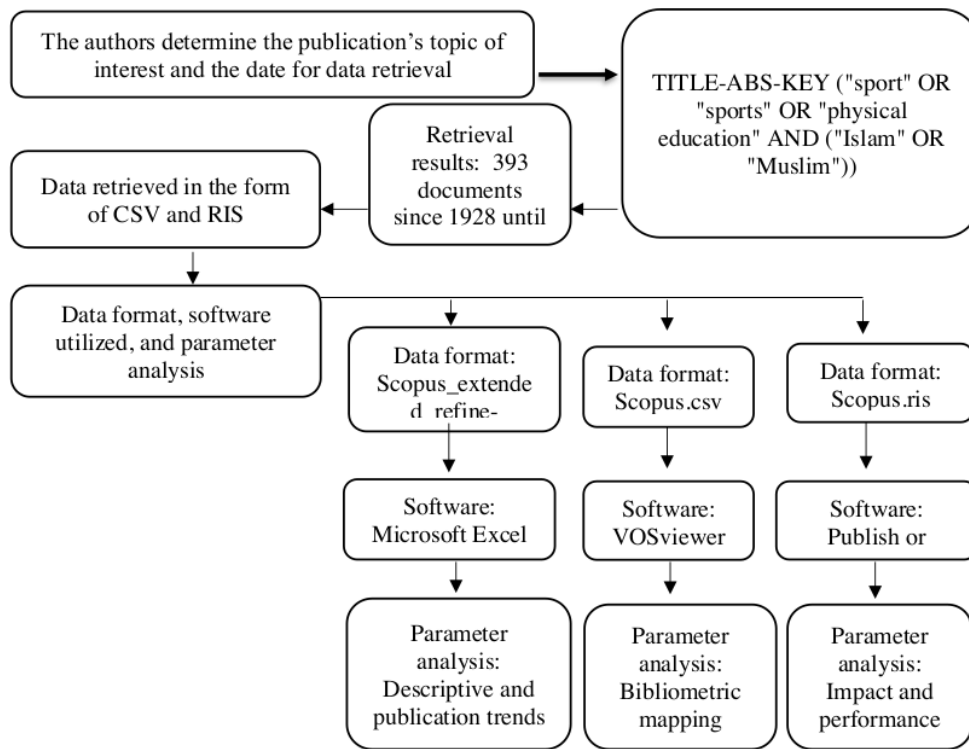 The authors determine the publication's topic of
interest and the date for data retrieval
TITLE-ABS-KEY ("sport" OR
"sports" OR "physical
education" AND ("Islam" OR
"Muslim"))
Retrieval
results: 393
documents
since 1928 until
Data retrieved in the form
of CSV and RIS
Data format, software
utilized, and parameter
analysis
Data format:
Scopus_extende
d_refine-
Software:
Microsoft Excel
Parameter
analysis:
Descriptive and
publication trends
Data format:
Scopus.csv
Software:
VOSviewer
Parameter
analysis:
Bibliometric
mapping
Data format:
Scopus.ris
Software:
Publish or
Parameter
analysis:
Impact and
performance